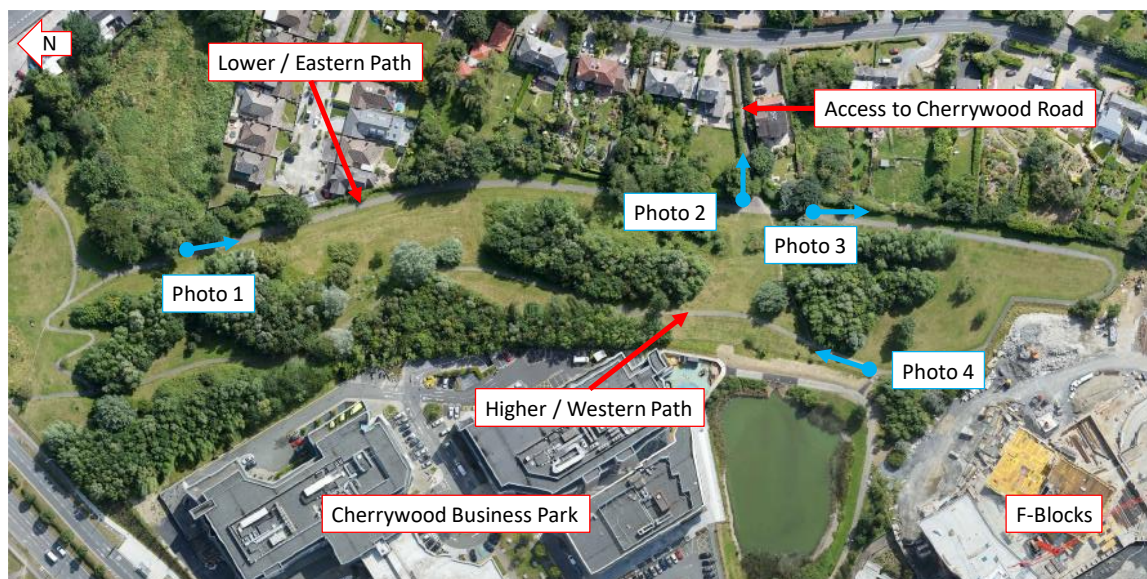 N
Lower / Eastern Path
Access to Cherrywood Road
Photo 2
Photo 3
Photo 1
Photo 4
Higher / Western Path
Cherrywood Business Park
F-Blocks